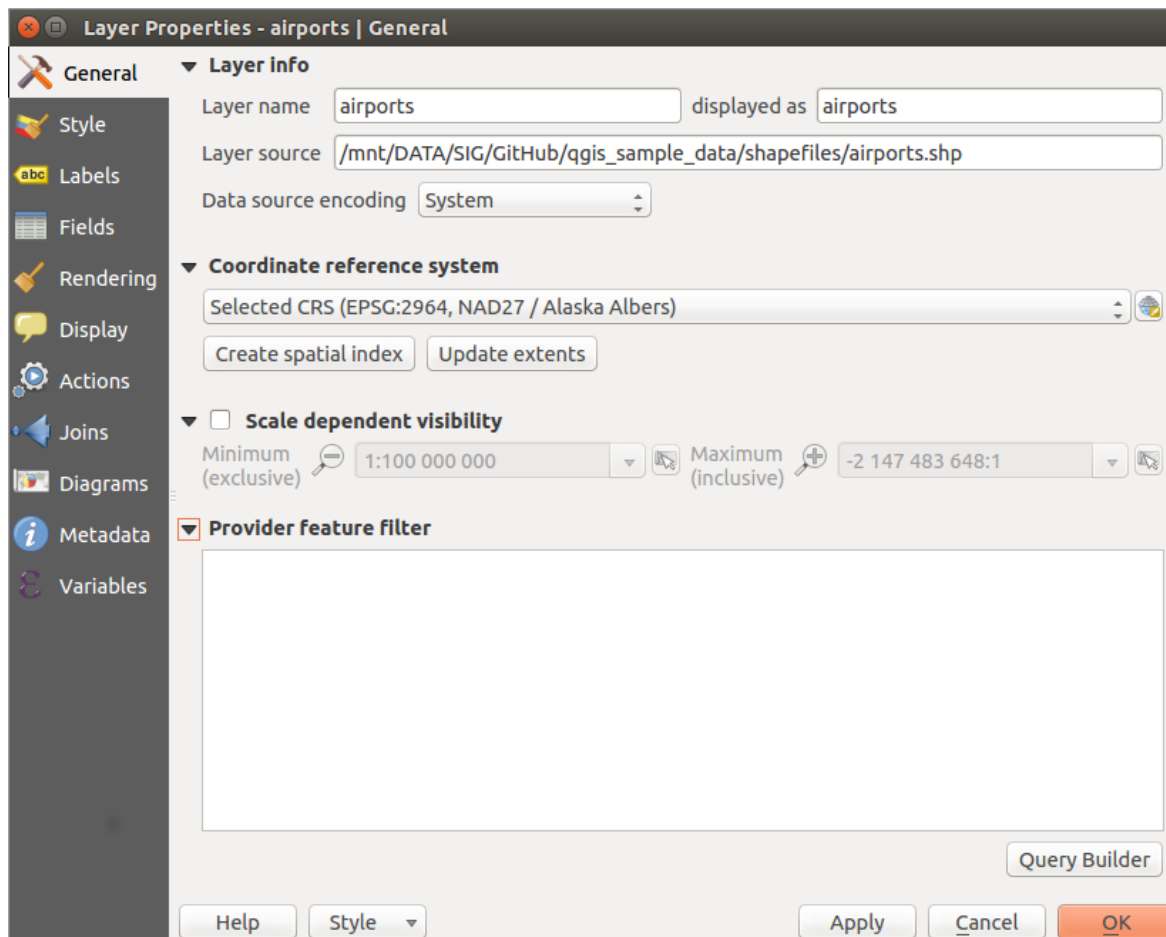 Layer Properties - airports | General
General
Style
abc Labels
Fields
Rendering
Display
Actions
Joins
Diagrams
i Metadata
ε Variables
Layer info
Layer name airports displayed as airports
Layer source /mnt/DATA/SIG/GitHub/qgis_sample_data/shapefiles/airports.shp
Data source encoding System
Coordinate reference system
Selected CRS (EPSG:2964, NAD27 / Alaska Albers)
Create spatial index Update extents
Scale dependent visibility
Minimum (exclusive) 1:100 000 000 Maximum (inclusive) -2 147 483 648:1
Provider feature filter
Query Builder
Help Style Apply Cancel OK